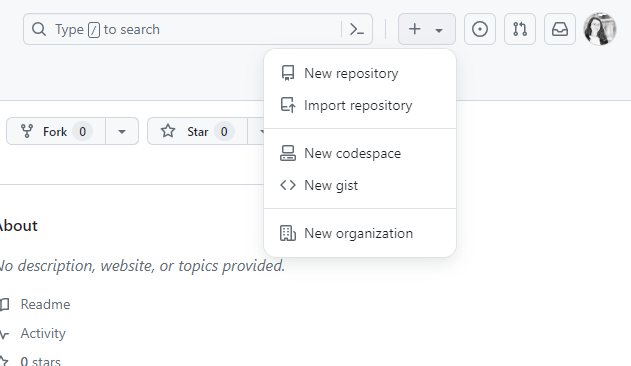 Type / to search
New repository
Import repository
Fork 0
Star 0
New codespace
New gist
New organization
About
No description, website, or topics provided.
Readme
Activity
0 stars